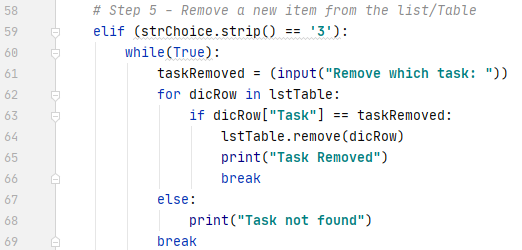 58 # Step 5 - Remove a new item from the list/Table
59 elif (strChoice.strip() == '3'):
60 while(True):
61 taskRemoved = (input("Remove which task: "))
62 for dicRow in lstTable:
63 if dicRow["Task"] == taskRemoved:
64 lstTable.remove(dicRow)
65 print("Task Removed")
66 break
67 else:
68 print("Task not found")
69 break